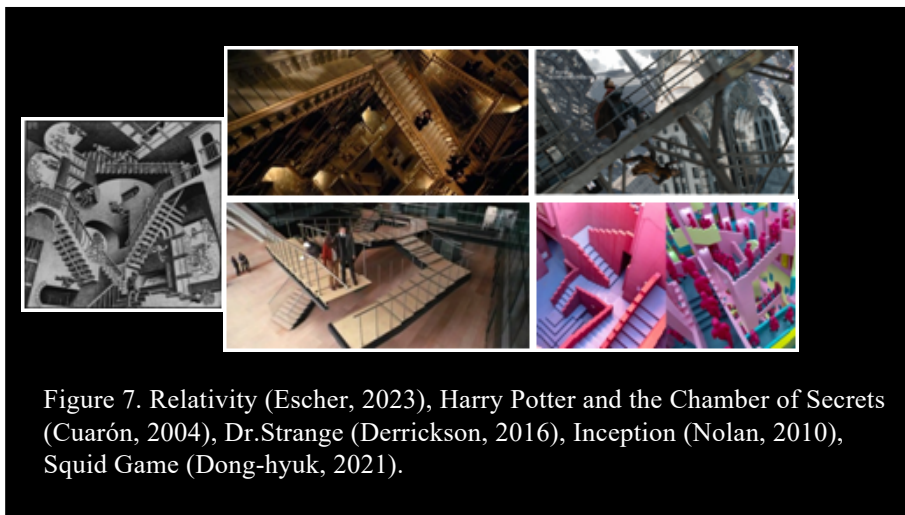 Figure 7. Relativity (Escher, 2023), Harry Potter and the Chamber of Secrets
(Cuarón, 2004), Dr.Strange (Derrickson, 2016), Inception (Nolan, 2010),
Squid Game (Dong-hyuk, 2021).